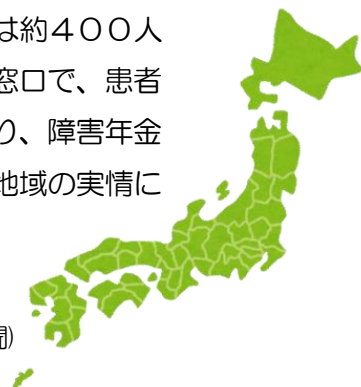 は約４００人
窓口で、患者
り、障害年金
地域の実情に
聞)